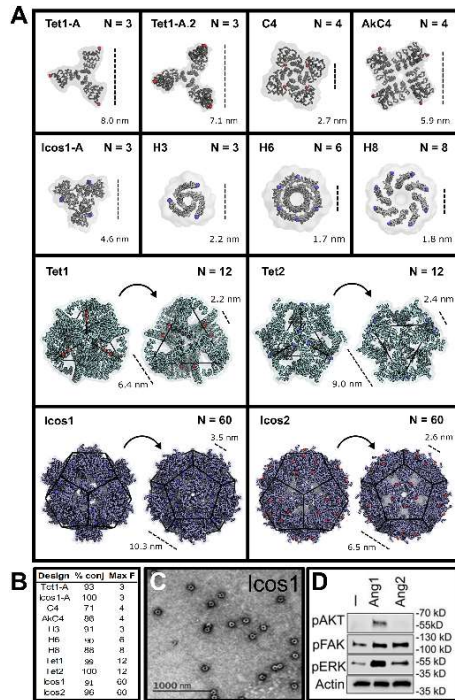 A
Tet1-A N = 3
8.0 nm
Tet1-A.2 N = 3
7.1 nm
C4 N = 4
2.7 nm
AkC4 N = 4
5.9 nm
Icos1-A N = 3
4.6 nm
H3 N = 3
2.2 nm
H6 N = 6
1.7 nm
H8 N = 8
1.8 nm
Tet1 N = 12
2.2 nm
6.4 nm
Tet2 N = 12
2.4 nm
9.0 nm
Icos1 N = 60
3.5 nm
10.3 nm
Icos2 N = 60
2.6 nm
6.5 nm
B
Design % conj Max F
Tet1-A 93 3
Icos1-A 100 3
C4 71 4
AkC4 88 4
H3 91 3
H6 90 6
H8 88 8
Tet1 99 12
Tet2 100 12
Icos1 91 60
Icos2 96 60
C
Icos1
1000 nm
D
– Ang1 Ang2
pAKT
-70 kD
-55kD
pFAK
-130 kD
-100 kD
pERK
-55 kD
-35 kD
Actin